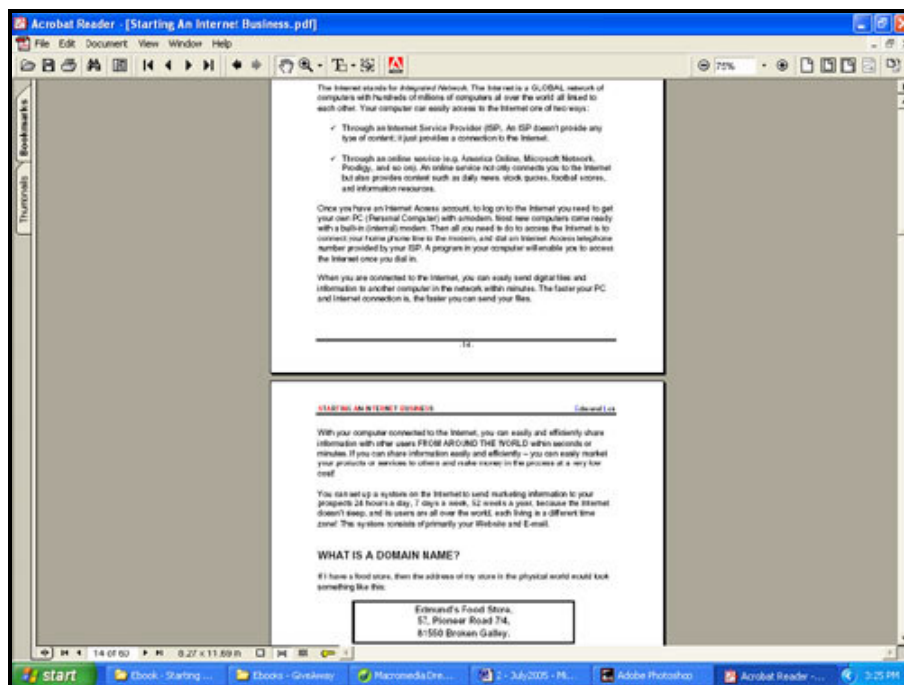 Acrobat Reader - [Starting An Internet Business.pdf]
File Edit Document View Window Help
75%
Bookmarks
Thumbnails
The Internet stands for Integrated Network. The Internet is a GLOBAL network of
computers with hundreds of millions of computers all over the world all linked to
each other. Your computer can easily access to the Internet one of two ways:
✓ Through an Internet Service Provider (ISP). An ISP doesn't provide any
type of content; it just provides a connection to the Internet.
✓ Through an online service (e.g. America Online, Microsoft Network,
Prodigy, and so on). An online service not only connects you to the Internet
but also provides content such as daily news, stock quotes, football scores,
and information resources.
Once you have an Internet Access account, to log on to the Internet you need to get
your own PC (Personal Computer) with a modem. Most new computers come ready
with a built-in (internal) modem. Then all you need is do to access the Internet is to
connect your home phone line to the modem, and dial an Internet Access telephone
number provided by your ISP. A program in your computer will enable you to access
the Internet once you dial in.
When you are connected to the Internet, you can easily send digital files and
information to another computer in the network within minutes. The faster your PC
and Internet connection is, the faster you can send your files.
-14-
STARTING AN INTERNET BUSINESS
Edmund Loh
With your computer connected to the Internet, you can easily and efficiently share
information with other users FROM AROUND THE WORLD within seconds or
minutes. If you can share information easily and efficiently – you can easily market
your products or services to others and make money in the process at a very low
cost!
You can set up a system on the Internet to send marketing information to your
prospects 24 hours a day, 7 days a week, 52 weeks a year, because the Internet
doesn't sleep, and its users are all over the world, each living in a different time
zone! This system consists of primarily your Website and E-mail.
WHAT IS A DOMAIN NAME?
If I have a food store, then the address of my store in the physical world would look
something like this:
Edmund's Food Store,
57, Pioneer Road 7/4,
81550 Broken Galley.
14 of 60
8.27 x 11.69 in
start
Ebook - Starting ...
Ebooks - GiveAway
Macromedia Dre...
2 - July2005 - Mi...
Adobe Photoshop
Acrobat Reader -...
3:25 PM